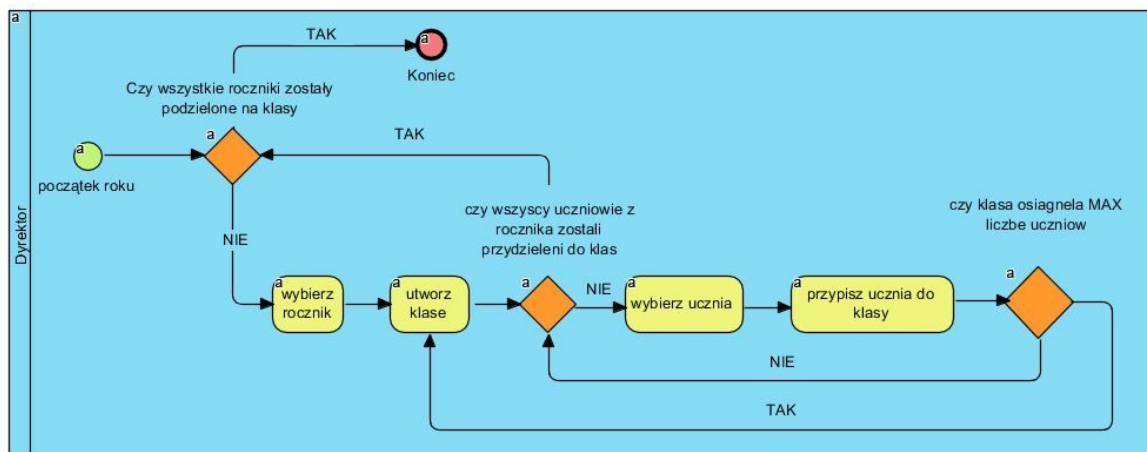 a
TAK
a
Koniec
Czy wszystkie roczniki zostały
podzielone na klasy
a
TAK
a
początek roku
Dyrektor
czy wszyscy uczniowie z
rocznika zostali
przydzieleni do klas
czy klasa osiagnela MAX
liczbe uczniow
NIE
a
wybierz
rocznik
a
utworz
klase
a
NIE
a
wybierz ucznia
a
przypisz ucznia do
klasy
a
NIE
TAK